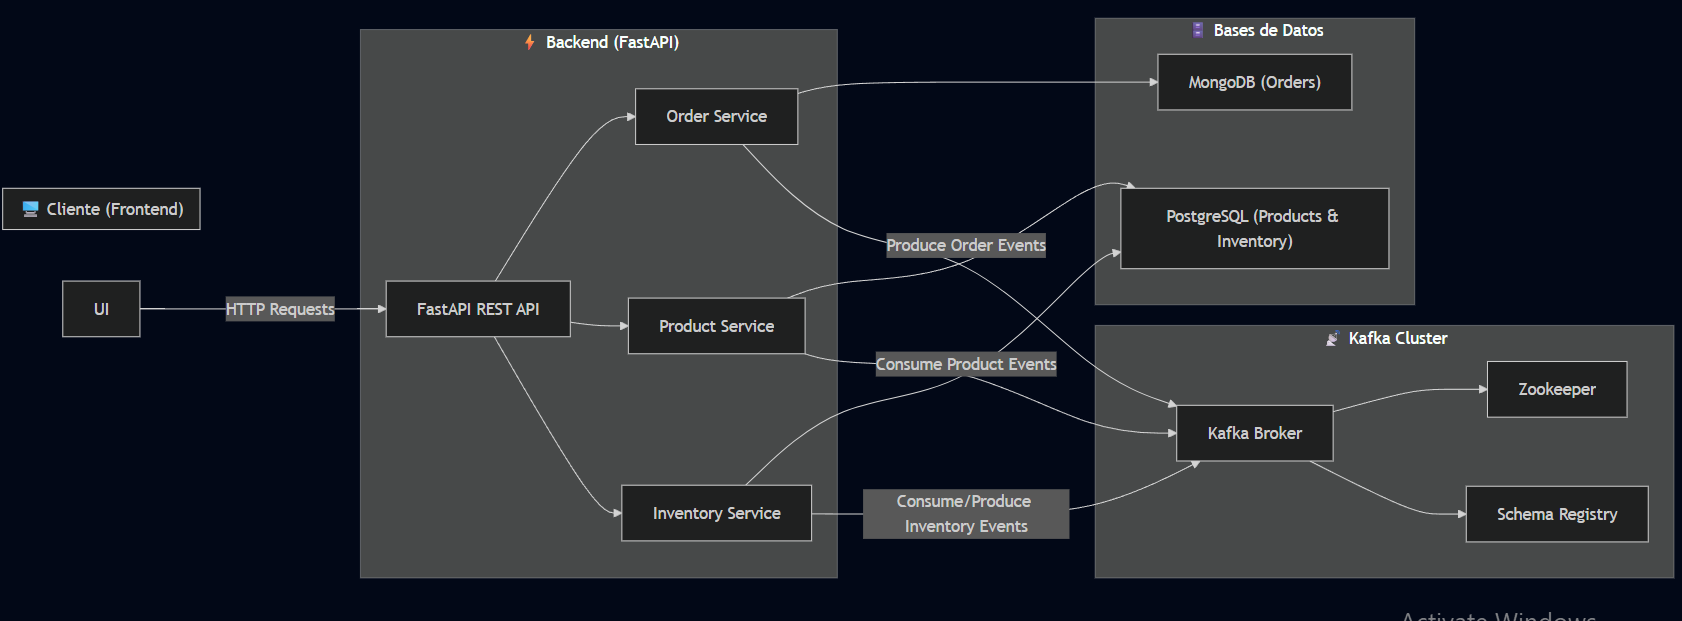 Cliente (Frontend)
UI
HTTP Requests
Backend (FastAPI)
FastAPI REST API
Order Service
Product Service
Inventory Service
Produce Order Events
Consume Product Events
Consume/Produce
Inventory Events
Bases de Datos
MongoDB (Orders)
PostgreSQL (Products &
Inventory)
Kafka Cluster
Kafka Broker
Zookeeper
Schema Registry
Activate Windows